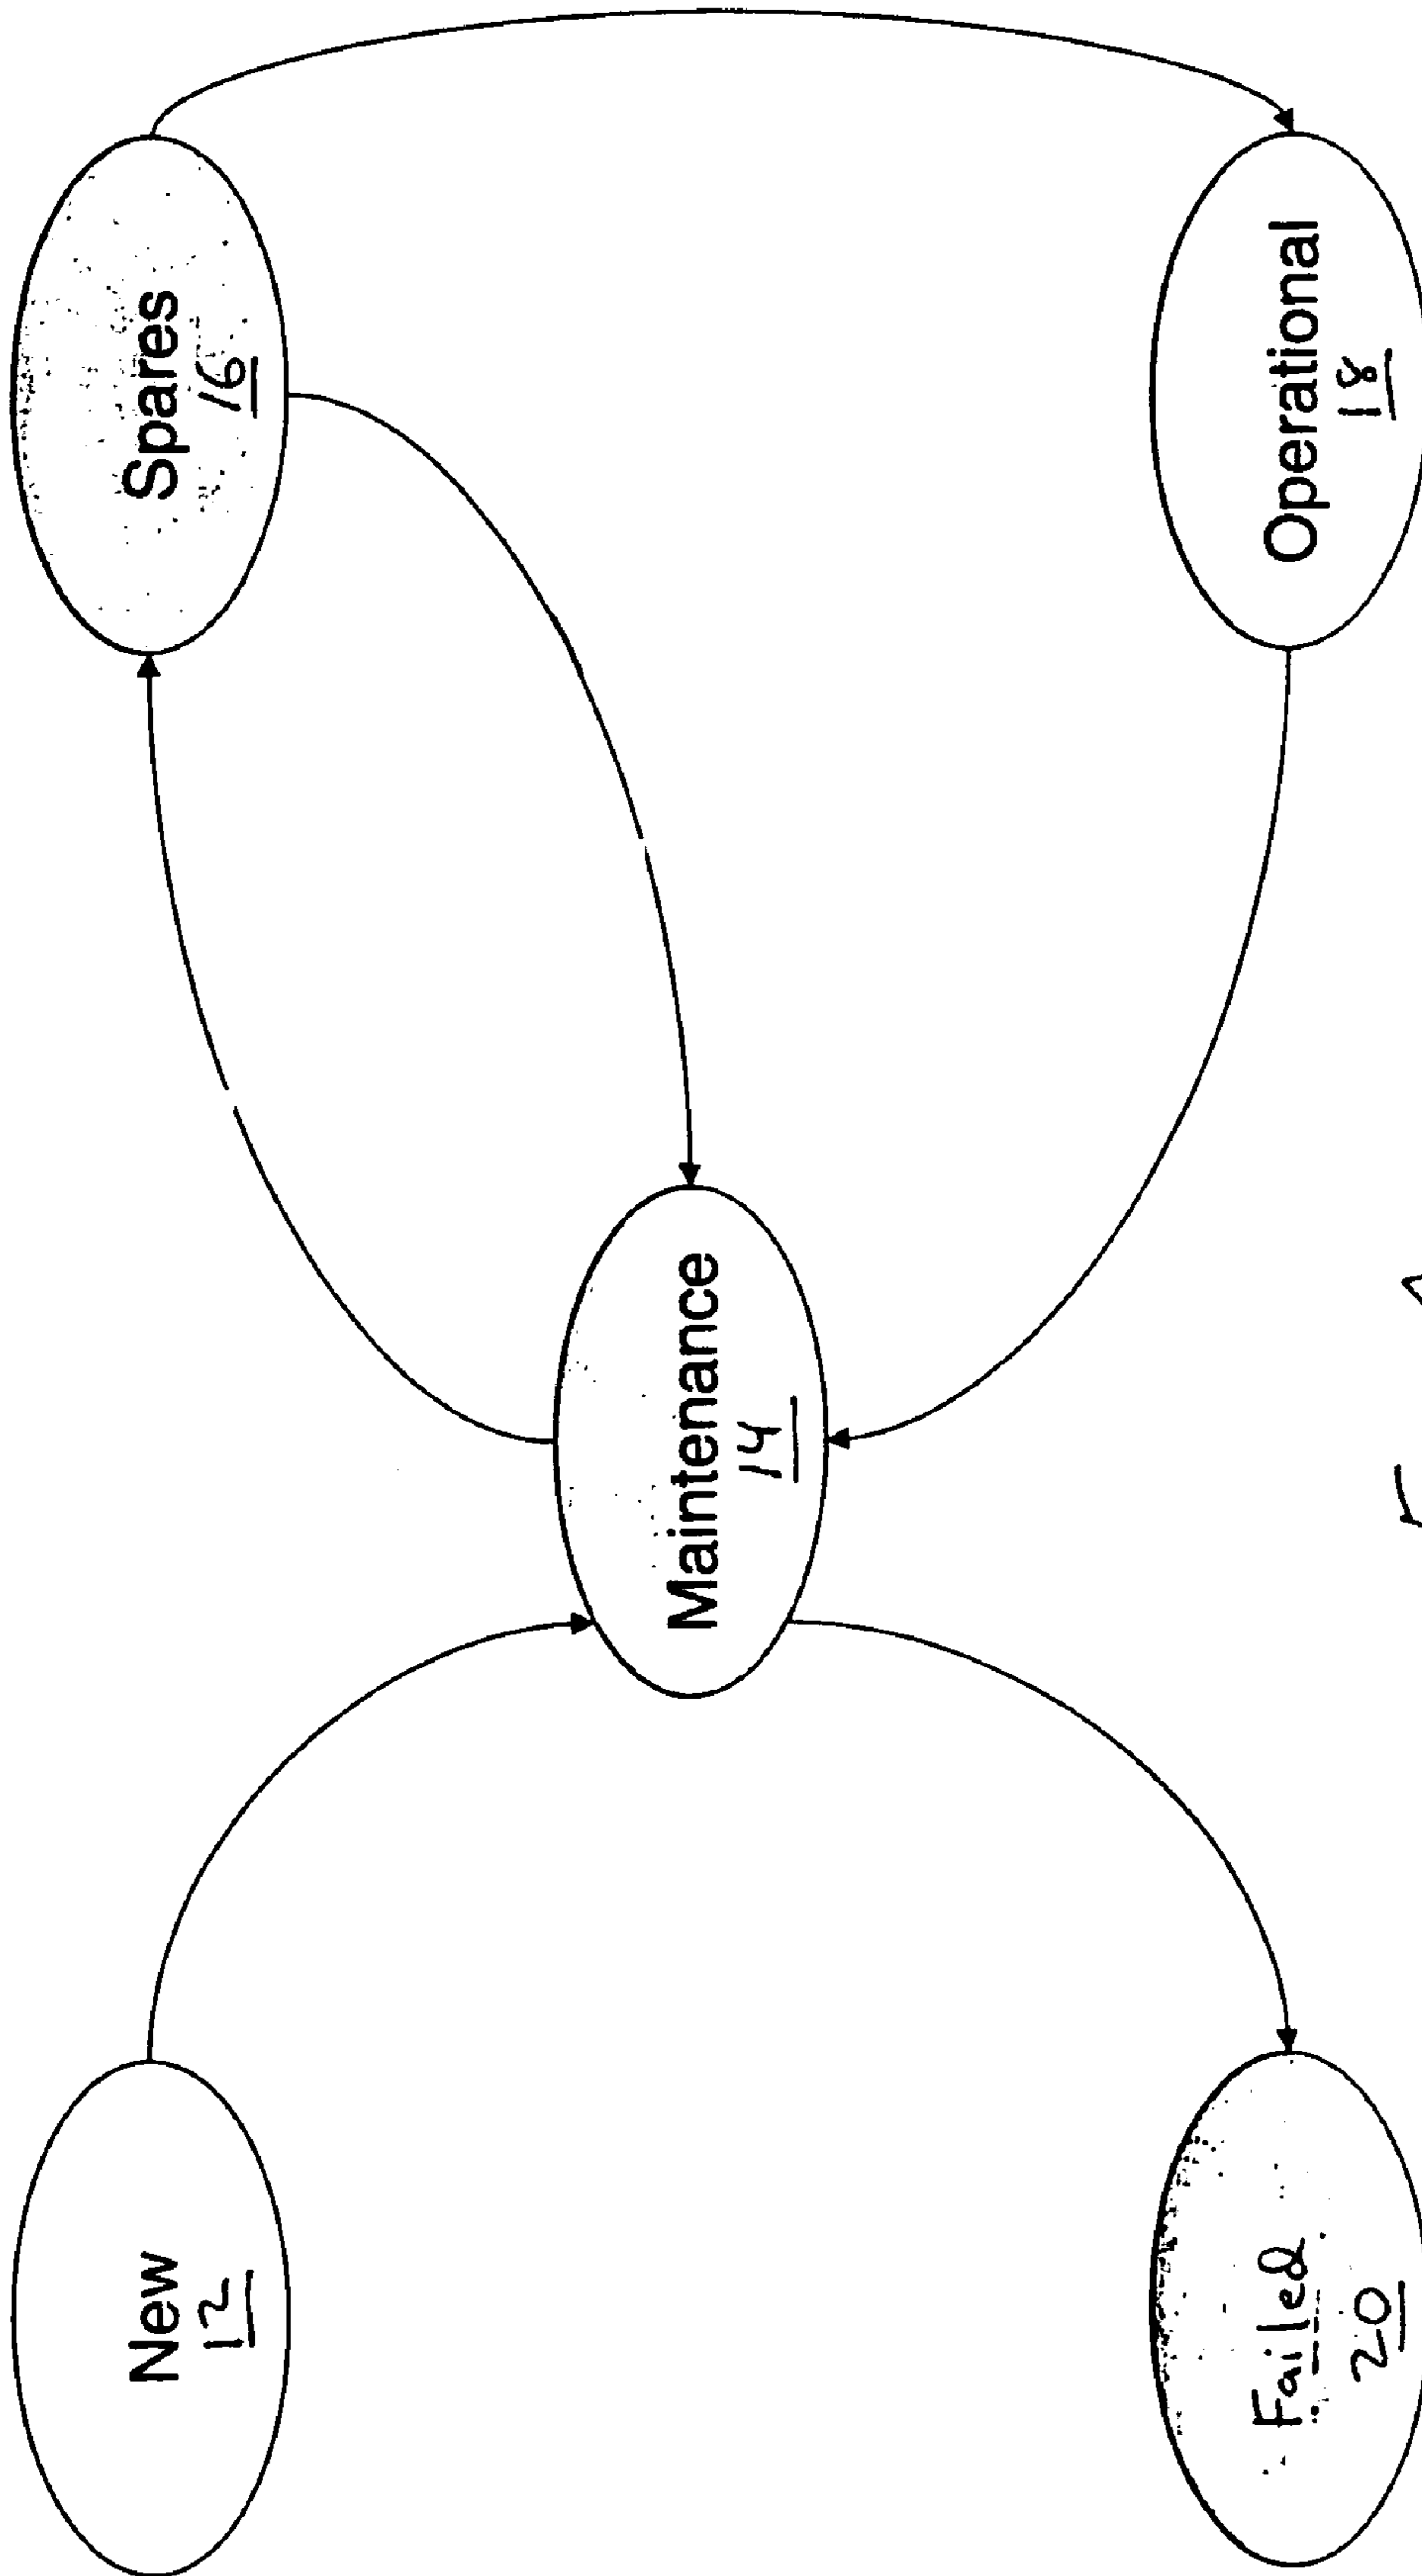 New
12
Spares
16
Maintenance
14
Failed
20
Operational
18